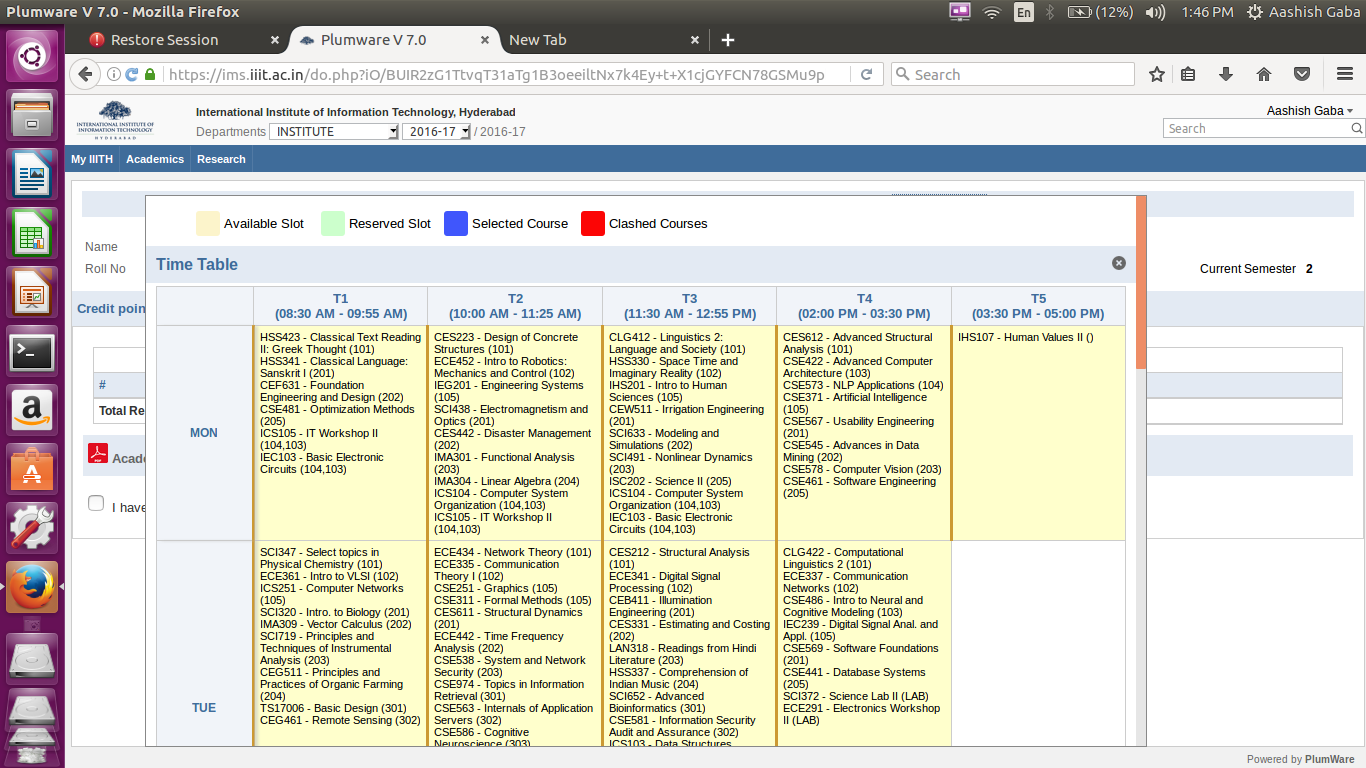 Plumware V 7.0 - Mozilla Firefox
En
(12%)
1:46 PM
Aashish Gaba
Restore Session
Plumware V 7.0
New Tab
https://ims.iiit.ac.in/do.php?iO/BUIR2zG1TtvqT31aTg1B3oeeiltNx7k4Ey+t+X1cjGYFCN78GSMu9p
Search
INTERNATIONAL INSTITUTE OF
INFORMATION TECHNOLOGY
HYDERABAD
International Institute of Information Technology, Hyderabad
Departments INSTITUTE 2016-17 / 2016-17
Aashish Gaba
Search
My IIITH Academics Research
Available Slot Reserved Slot Selected Course Clashed Courses
Time Table
Name
Roll No
Current Semester 2
Credit poin
#
Total Re
Acade
I have
T1
(08:30 AM - 09:55 AM)
T2
(10:00 AM - 11:25 AM)
T3
(11:30 AM - 12:55 PM)
T4
(02:00 PM - 03:30 PM)
T5
(03:30 PM - 05:00 PM)
MON
HSS423 - Classical Text Reading
II: Greek Thought (101)
HSS341 - Classical Language:
Sanskrit I (201)
CEF631 - Foundation
Engineering and Design (202)
CSE481 - Optimization Methods
(205)
ICS105 - IT Workshop II
(104,103)
IEC103 - Basic Electronic
Circuits (104,103)
CES223 - Design of Concrete
Structures (101)
ECE452 - Intro to Robotics:
Mechanics and Control (102)
IEG201 - Engineering Systems
(105)
SCI438 - Electromagnetism and
Optics (201)
CES442 - Disaster Management
(202)
IMA301 - Functional Analysis
(203)
IMA304 - Linear Algebra (204)
ICS104 - Computer System
Organization (104,103)
ICS105 - IT Workshop II
(104,103)
CLG412 - Linguistics 2:
Language and Society (101)
HSS330 - Space Time and
Imaginary Reality (102)
IHS201 - Intro to Human
Sciences (105)
CEW511 - Irrigation Engineering
(201)
SCI633 - Modeling and
Simulations (202)
SCI491 - Nonlinear Dynamics
(203)
ISC202 - Science II (205)
ICS104 - Computer System
Organization (104,103)
IEC103 - Basic Electronic
Circuits (104,103)
CES612 - Advanced Structural
Analysis (101)
CSE422 - Advanced Computer
Architecture (103)
CSE573 - NLP Applications (104)
CSE371 - Artificial Intelligence
(105)
CSE567 - Usability Engineering
(201)
CSE545 - Advances in Data
Mining (202)
CSE578 - Computer Vision (203)
CSE461 - Software Engineering
(205)
IHS107 - Human Values II ()
TUE
SCI347 - Select topics in
Physical Chemistry (101)
ECE361 - Intro to VLSI (102)
ICS251 - Computer Networks
(105)
SCI320 - Intro. to Biology (201)
IMA309 - Vector Calculus (202)
SCI719 - Principles and
Techniques of Instrumental
Analysis (203)
CEG511 - Principles and
Practices of Organic Farming
(204)
TS17006 - Basic Design (301)
CEG461 - Remote Sensing (302)
ECE434 - Network Theory (101)
ECE335 - Communication
Theory I (102)
CSE251 - Graphics (105)
CSE311 - Formal Methods (105)
CES611 - Structural Dynamics
(201)
ECE442 - Time Frequency
Analysis (202)
CSE538 - System and Network
Security (203)
CSE974 - Topics in Information
Retrieval (301)
CSE563 - Internals of Application
Servers (302)
CSE586 - Cognitive
Neuroscience (303)
CES212 - Structural Analysis
(101)
ECE341 - Digital Signal
Processing (102)
CEB411 - Illumination
Engineering (201)
CES331 - Estimating and Costing
(202)
LAN318 - Readings from Hindi
Literature (203)
HSS337 - Comprehension of
Indian Music (204)
SCI652 - Advanced
Bioinformatics (301)
CSE581 - Information Security
Audit and Assurance (302)
ICS103 - Data Structures
CLG422 - Computational
Linguistics 2 (101)
ECE337 - Communication
Networks (102)
CSE486 - Intro to Neural and
Cognitive Modeling (103)
IEC239 - Digital Signal Anal. and
Appl. (105)
CSE569 - Software Foundations
(201)
CSE441 - Database Systems
(205)
SCI372 - Science Lab II (LAB)
ECE291 - Electronics Workshop
II (LAB)
Powered by PlumWare